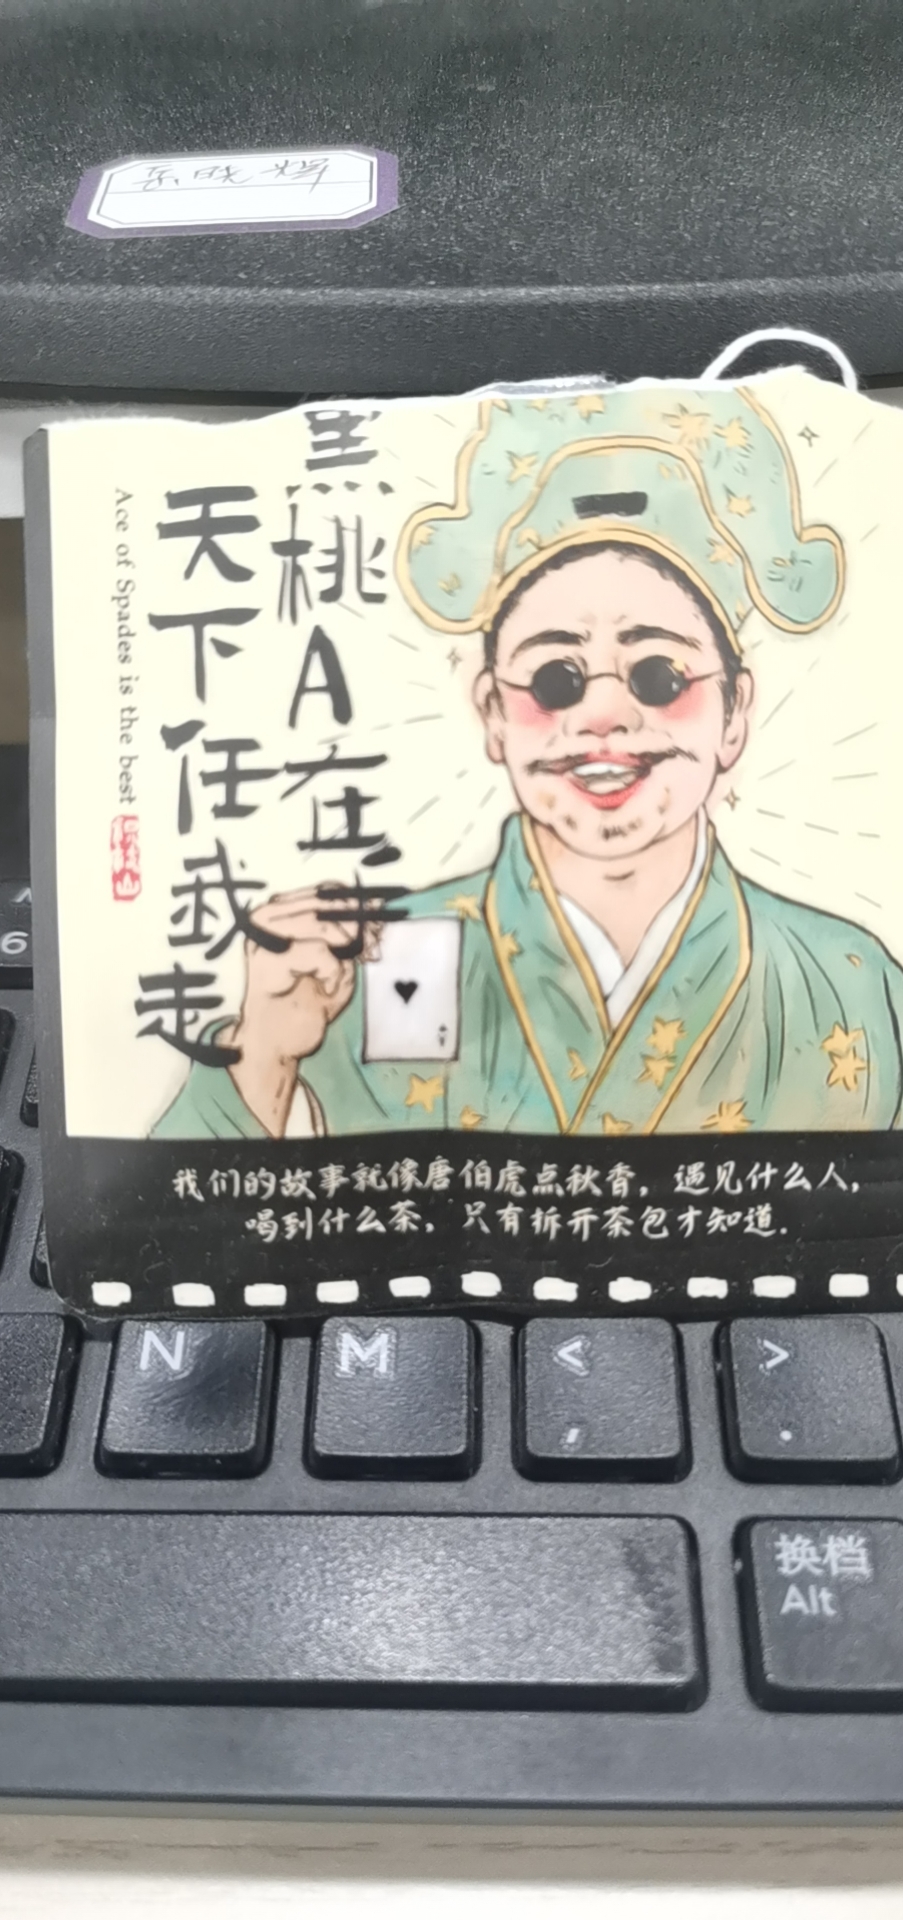 黑桃A在手
天下任我走
Ace of Spades is the best
我们的故事就像唐伯虎点秋香，遇见什么人，
喝到什么茶，只有拆开茶包才知道.
6
N
M
<
,
>
.
换档
Alt